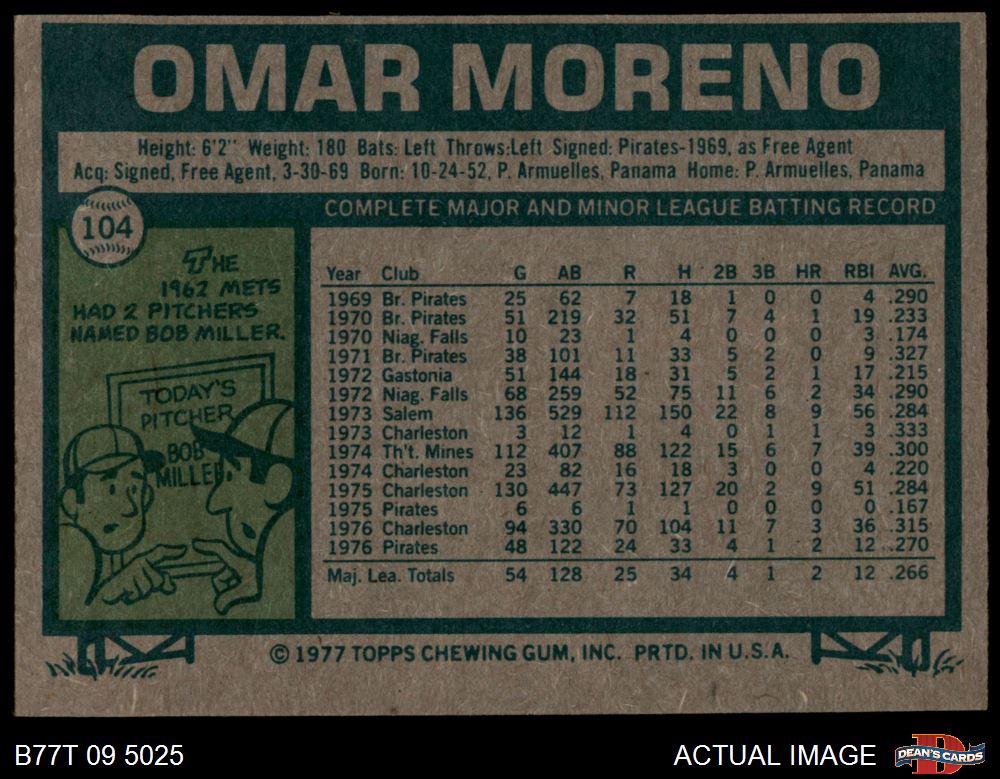 OMAR MORENO
Height: 6'2" Weight: 180 Bats: Left Throws:Left Signed: Pirates-1969, as Free Agent
Acq: Signed, Free Agent, 3-30-69 Born: 10-24-52, P. Armuelles, Panama Home: P. Armuelles, Panama
104
COMPLETE MAJOR AND MINOR LEAGUE BATTING RECORD
THE
1962 METS
HAD 2 PITCHERS
NAMED BOB MILLER.
TODAY'S
PITCHER
BOB
MILLER
Year Club G AB R H 2B 3B HR RBI AVG.
1969 Br. Pirates 25 62 7 18 1 0 0 4 .290
1970 Br. Pirates 51 219 32 51 7 4 1 19 .233
1970 Niag. Falls 10 23 1 4 0 0 0 3 .174
1971 Br. Pirates 38 101 11 33 5 2 0 9 .327
1972 Gastonia 51 144 18 31 5 2 1 17 .215
1972 Niag. Falls 68 259 52 75 11 6 2 34 .290
1973 Salem 136 529 112 150 22 8 9 56 .284
1973 Charleston 3 12 1 4 0 1 1 3 .333
1974 Th't. Mines 112 407 88 122 15 6 7 39 .300
1974 Charleston 23 82 16 18 3 0 0 4 .220
1975 Charleston 130 447 73 127 20 2 9 51 .284
1975 Pirates 6 6 1 1 0 0 0 0 .167
1976 Charleston 94 330 70 104 11 7 3 36 .315
1976 Pirates 48 122 24 33 4 1 2 12 .270
Maj. Lea. Totals 54 128 25 34 4 1 2 12 .266
© 1977 TOPPS CHEWING GUM, INC. PRTD. IN U.S.A.
B77T 09 5025
ACTUAL IMAGE
D
DEAN'S CARDS